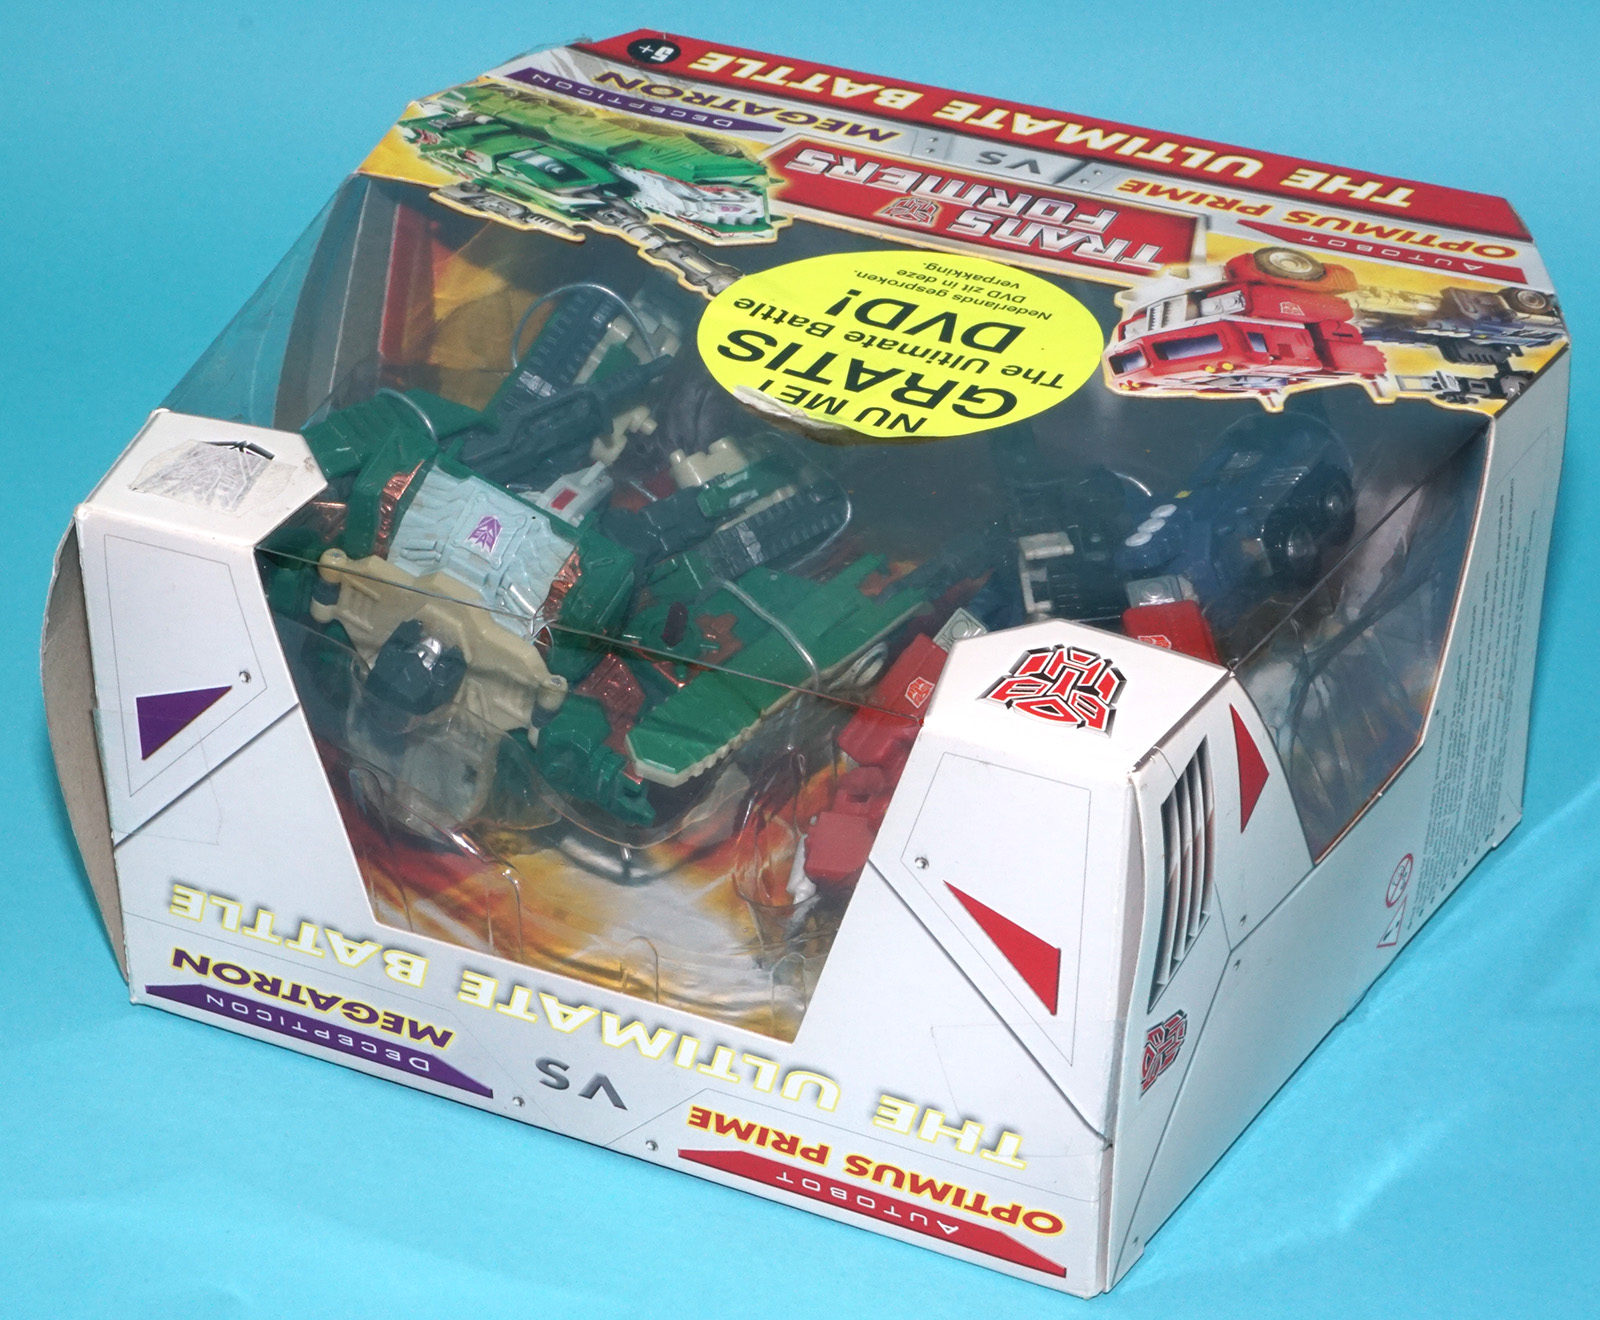 THE ULTIMATE BATTLE
5+
AUTOBOT
OPTIMUS PRIME
VS
DECEPTICON
MEGATRON
TRANS
FORMERS
NU MET
GRATIS
The Ultimate Battle
DVD!
Nederlands gesproken
DVD zit in deze
verpakking.
AUTOBOT
OPTIMUS PRIME
VS
DECEPTICON
MEGATRON
THE ULTIMATE BATTLE